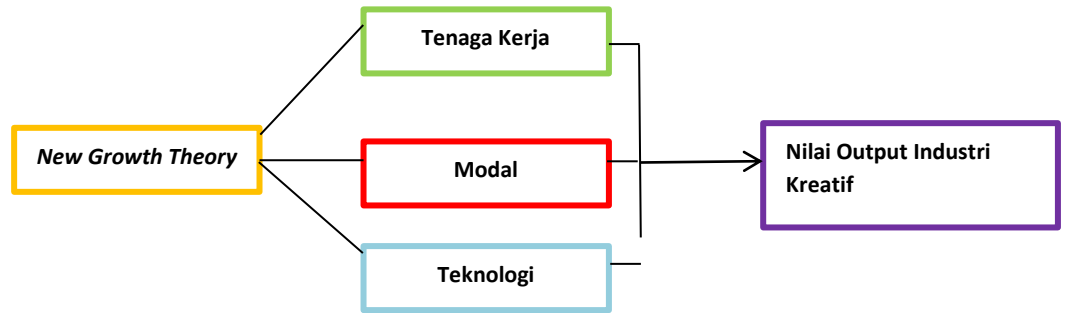 Tenaga Kerja
New Growth Theory
Modal
Nilai Output Industri
Kreatif
Teknologi